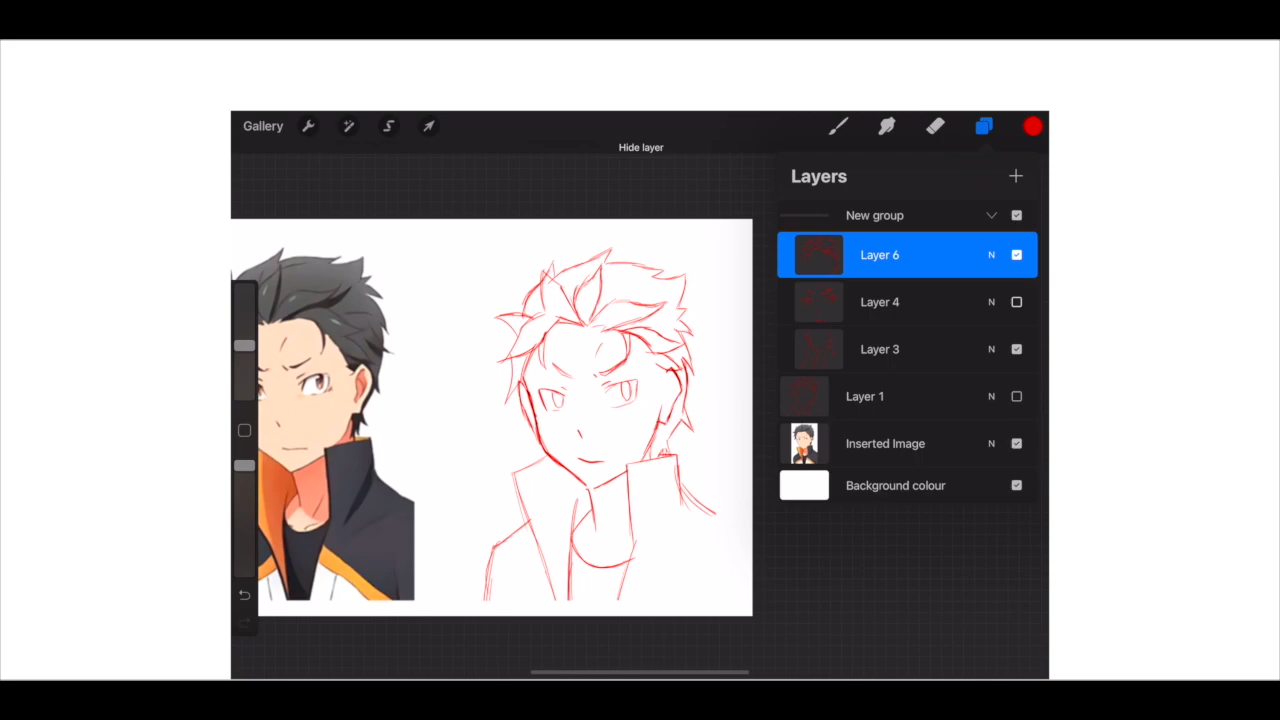 Gallery
Hide layer
Layers
New group
Layer 6 N
Layer 4 N
Layer 3 N
Layer 1 N
Inserted Image N
Background colour